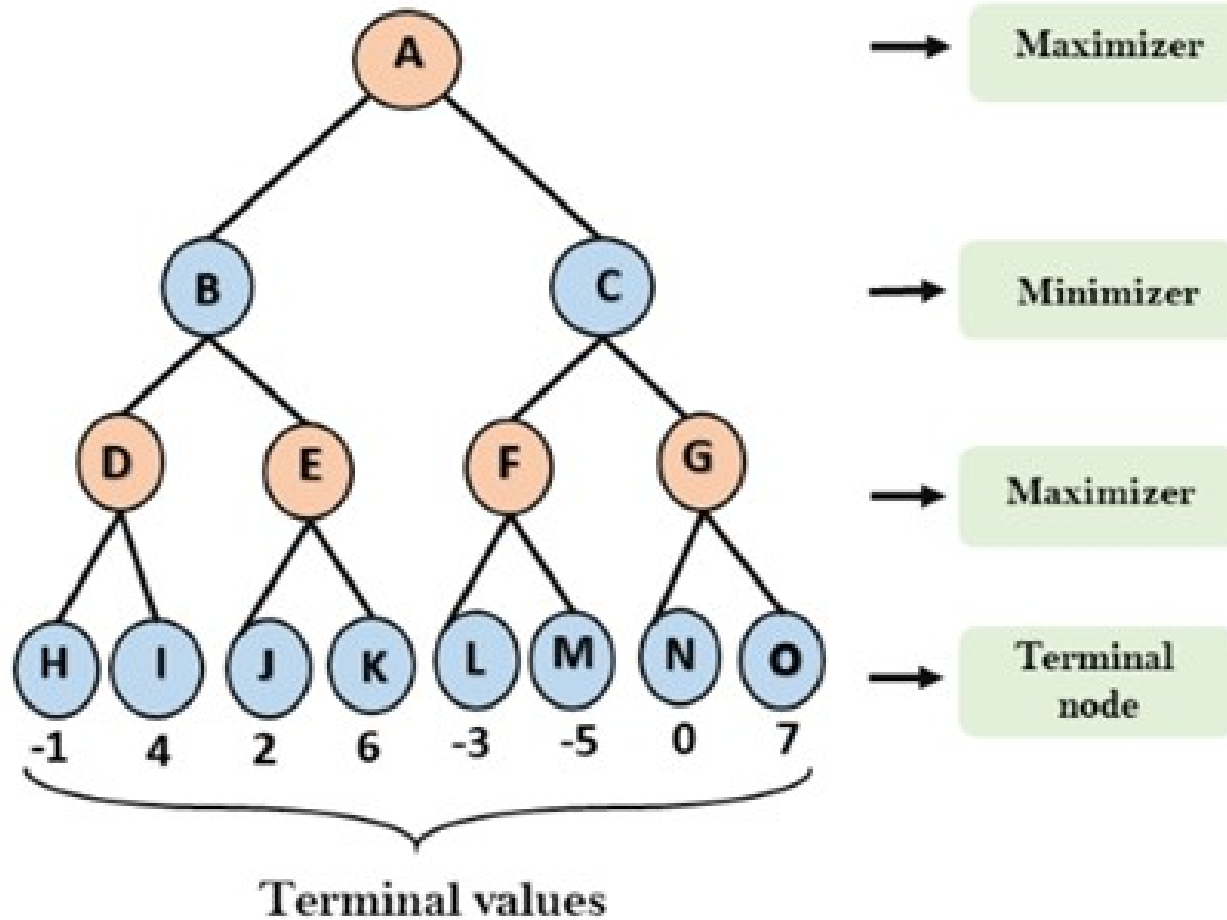 A
Maximizer
B
C
Minimizer
D
E
F
G
Maximizer
H
I
J
K
L
M
N
O
Terminal
node
-1
4
2
6
-3
-5
0
7
Terminal values